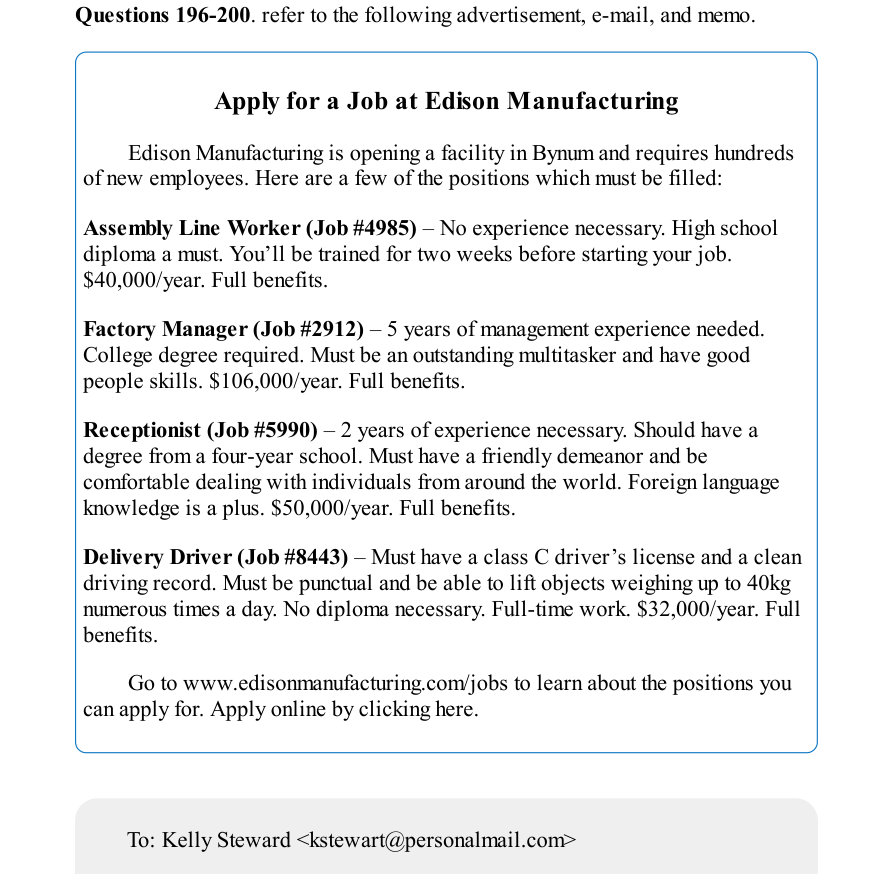 Questions 196-200. refer to the following advertisement, e-mail, and memo.
Apply for a Job at Edison Manufacturing
Edison Manufacturing is opening a facility in Bynum and requires hundreds
of new employees. Here are a few of the positions which must be filled:
Assembly Line Worker (Job #4985) – No experience necessary. High school
diploma a must. You’ll be trained for two weeks before starting your job.
$40,000/year. Full benefits.
Factory Manager (Job #2912) – 5 years of management experience needed.
College degree required. Must be an outstanding multitasker and have good
people skills. $106,000/year. Full benefits.
Receptionist (Job #5990) – 2 years of experience necessary. Should have a
degree from a four-year school. Must have a friendly demeanor and be
comfortable dealing with individuals from around the world. Foreign language
knowledge is a plus. $50,000/year. Full benefits.
Delivery Driver (Job #8443) – Must have a class C driver’s license and a clean
driving record. Must be punctual and be able to lift objects weighing up to 40kg
numerous times a day. No diploma necessary. Full-time work. $32,000/year. Full
benefits.
Go to www.edisonmanufacturing.com/jobs to learn about the positions you
can apply for. Apply online by clicking here.
To: Kelly Steward <kstewart@personalmail.com>